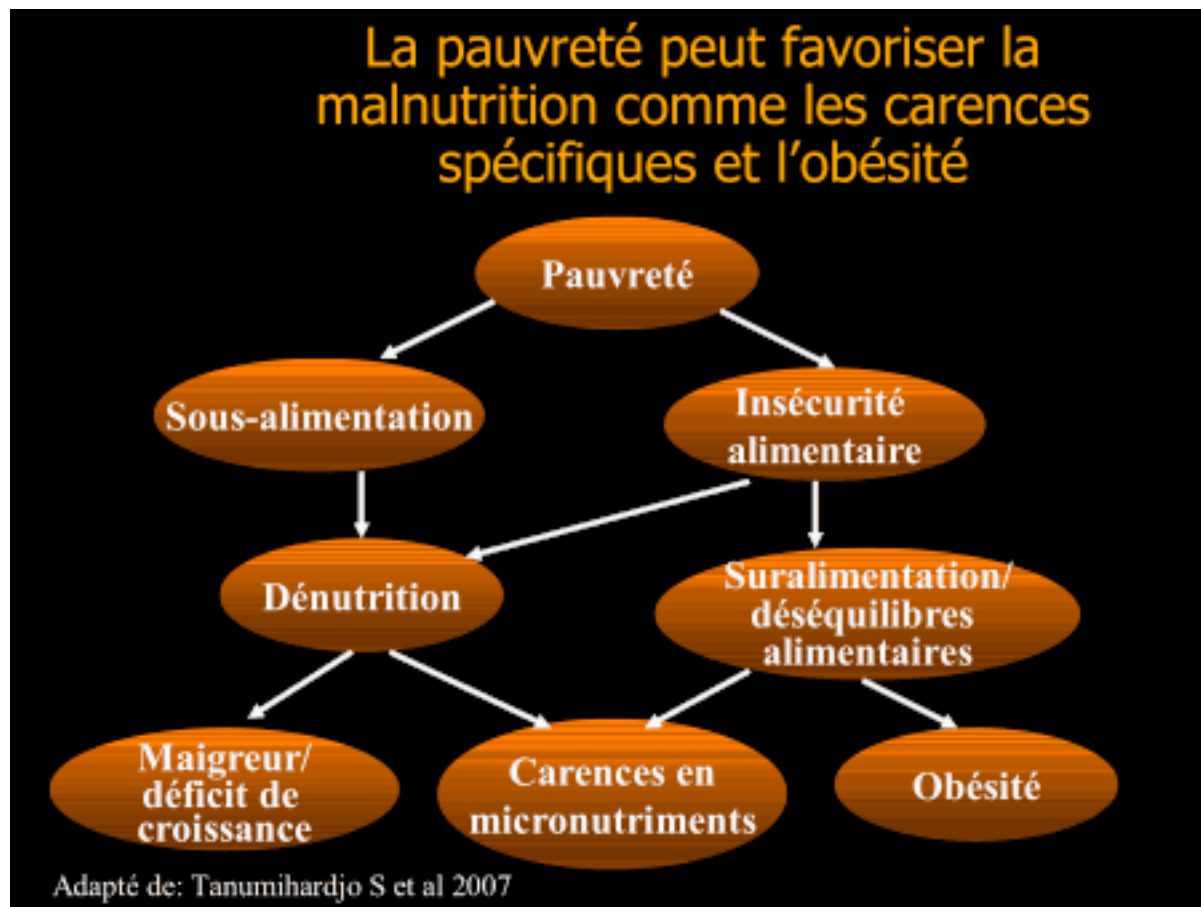 La pauvreté peut favoriser la
malnutrition comme les carences
spécifiques et l’obésité
Pauvreté
Sous-alimentation
Insécurité
alimentaire
Dénutrition
Suralimentation/
déséquilibres
alimentaires
Maigreur/
déficit de
croissance
Carences en
micronutriments
Obésité
Adapté de: Tanumihardjo S et al 2007